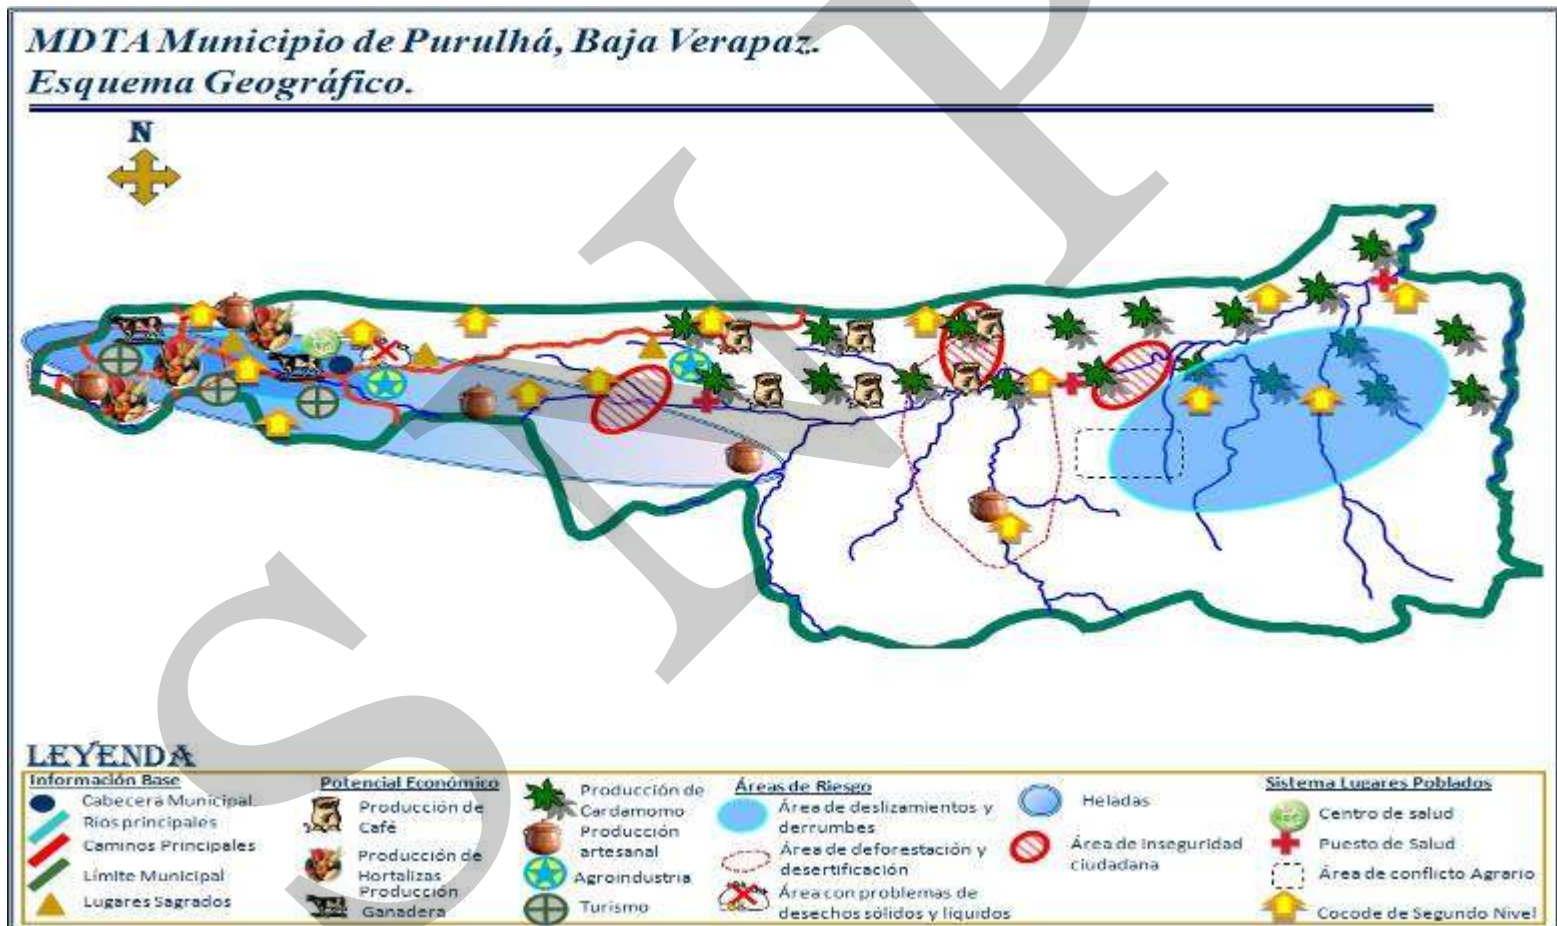 MDTA Municipio de Purulhá, Baja Verapaz.
Esquema Geográfico.
N
LEYENDA
Información Base
Cabecera Municipal
Rios principales
Caminos Principales
Límite Municipal
Lugares Sagrados
Potencial Económico
Producción de
Café
Producción de
Hortalizas
Producción
Ganadera
Producción de
Cardamomo
Producción
artesanal
Agroindustria
Turismo
Áreas de Riesgo
Área de deslizamientos y
derrumbes
Área de deforestación y
desertificación
Área con problemas de
desechos sólidos y líquidos
Heladas
Área de Inseguridad
ciudadana
Sistema Lugares Poblados
Centro de salud
Puesto de Salud
Área de conflicto Agrario
Cocode de Segundo Nivel